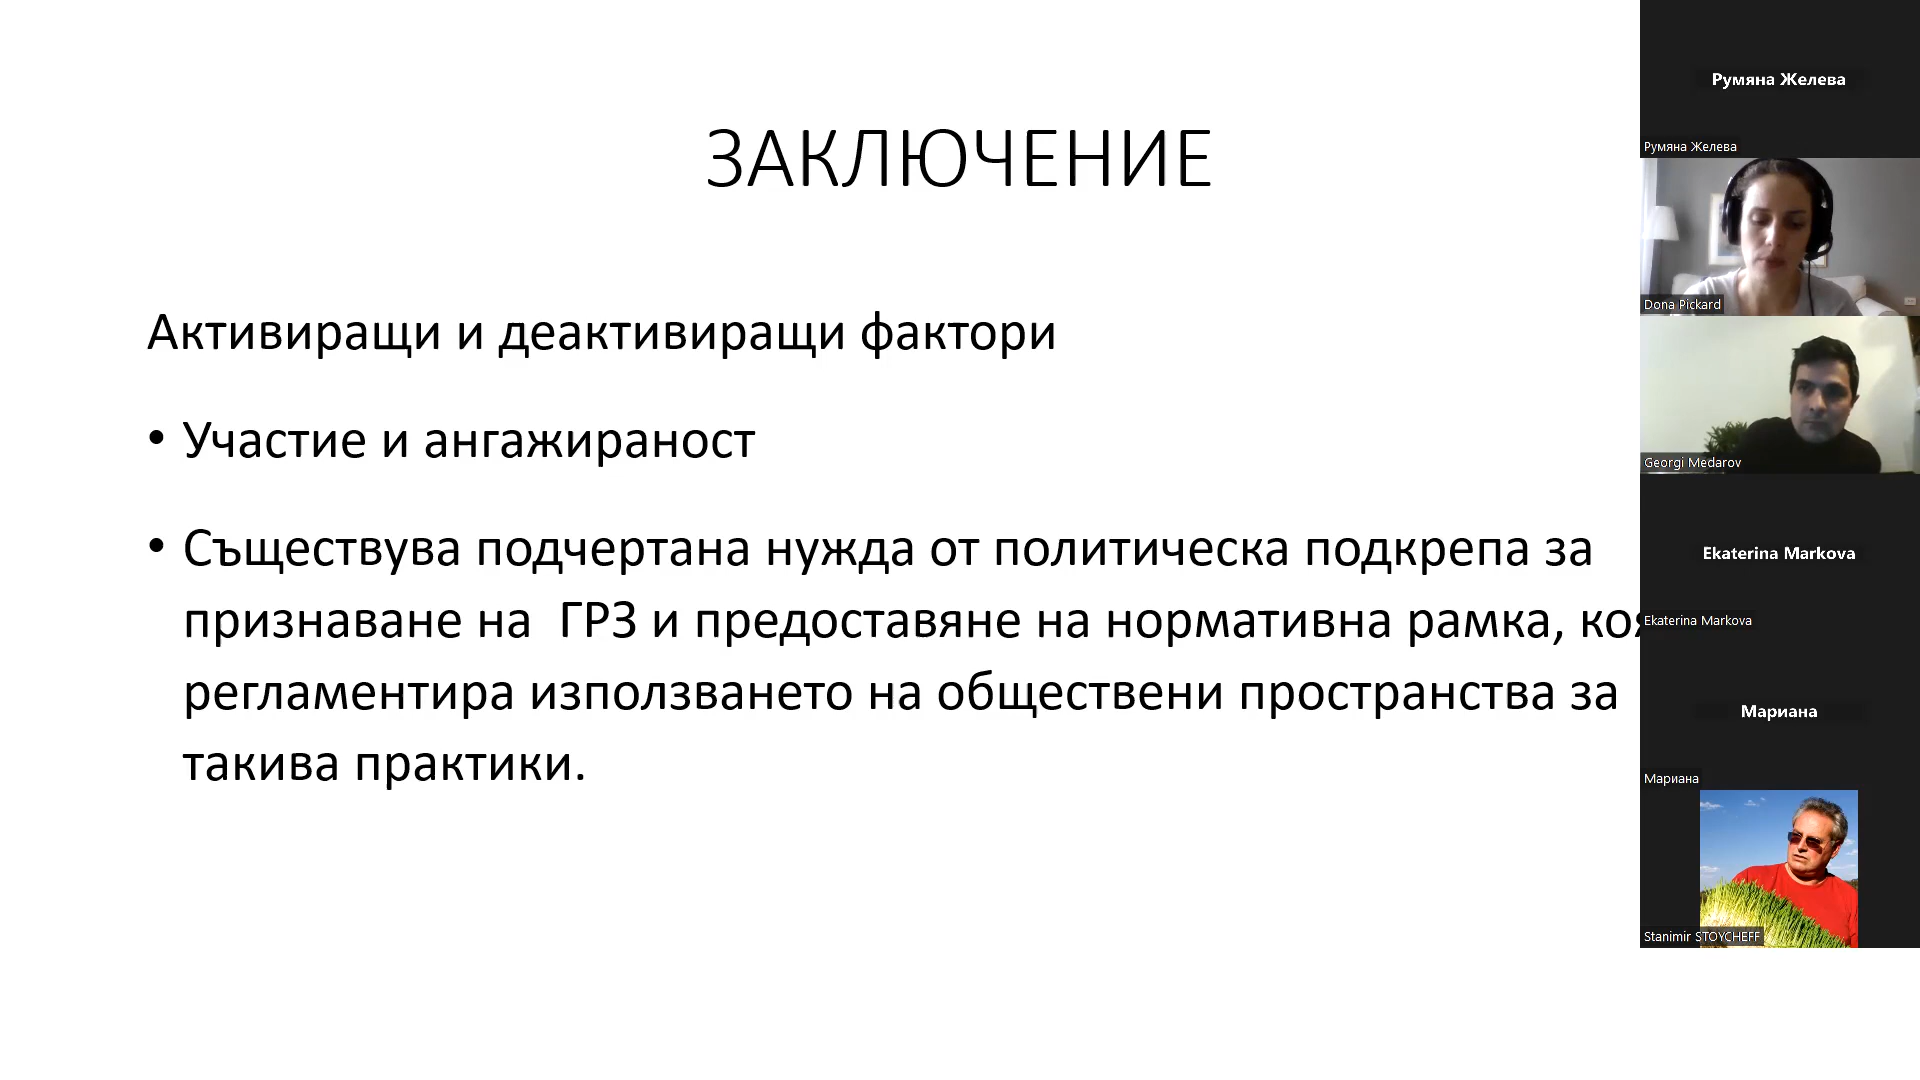 ЗАКЛЮЧЕНИЕ
Активиращи и деактивиращи фактори
• Участие и ангажираност
• Съществува подчертана нужда от политическа подкрепа за
признаване на ГРЗ и предоставяне на нормативна рамка,
регламентира използването на обществени пространства за
такива практики.
Румяна Желева
Румяна Желева
Dona Pickard
Georgi Medarov
Ekaterina Markova
Ekaterina Markova
Мариана
Мариана
Stanimir STOYCHEFF